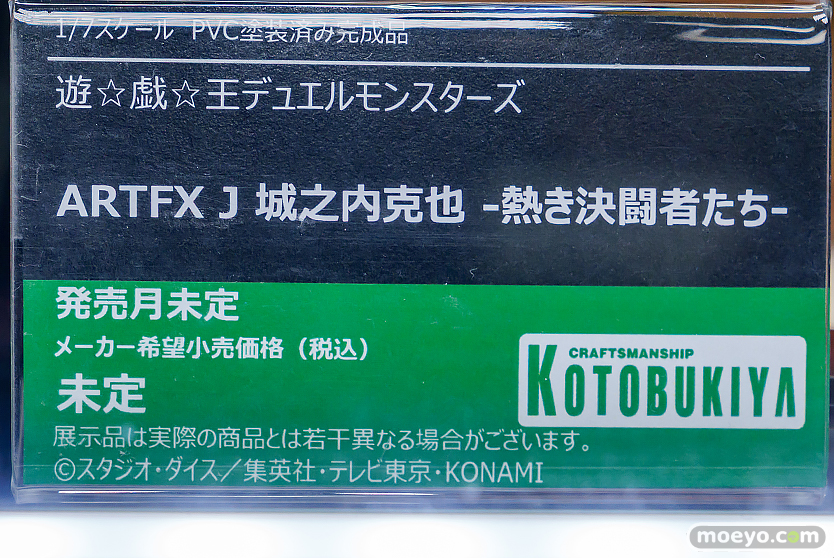 1/7スケール PVC塗装済み完成品
遊☆戯☆王デュエルモンスターズ
ARTFX J 城之内克也 -熱き決闘者たち-
発売月未定
メーカー希望小売価格（税込）
未定
CRAFTSMANSHIP
KOTOBUKIYA
展示品は実際の商品とは若干異なる場合がございます。
©スタジオ・ダイス／集英社・テレビ東京・KONAMI
moeyo.com